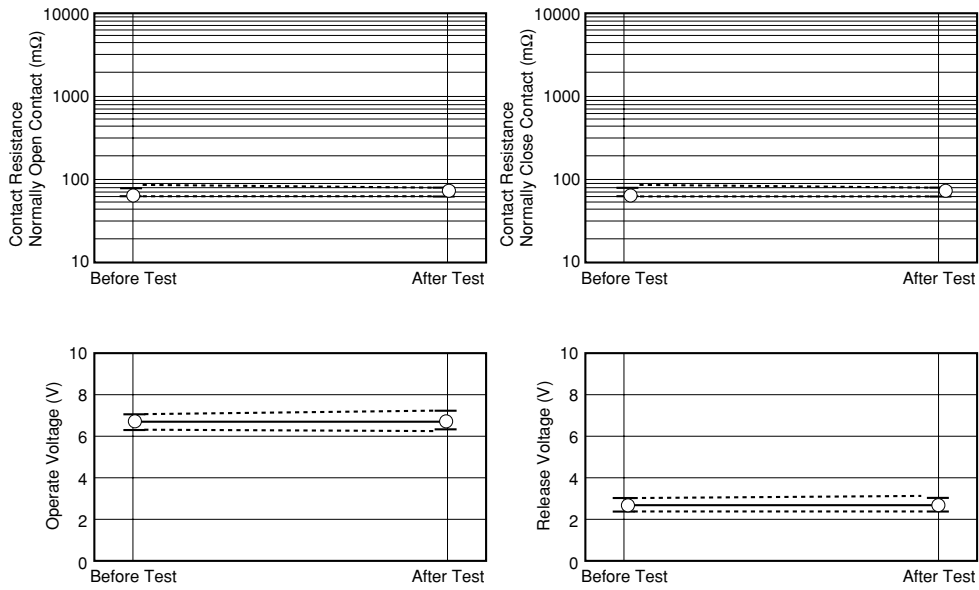 Contact Resistance
Normally Open Contact (mΩ)
10000
1000
100
10
Before Test
After Test
Contact Resistance
Normally Close Contact (mΩ)
10000
1000
100
10
Before Test
After Test
Operate Voltage (V)
10
8
6
4
2
0
Before Test
After Test
Release Voltage (V)
10
8
6
4
2
0
Before Test
After Test